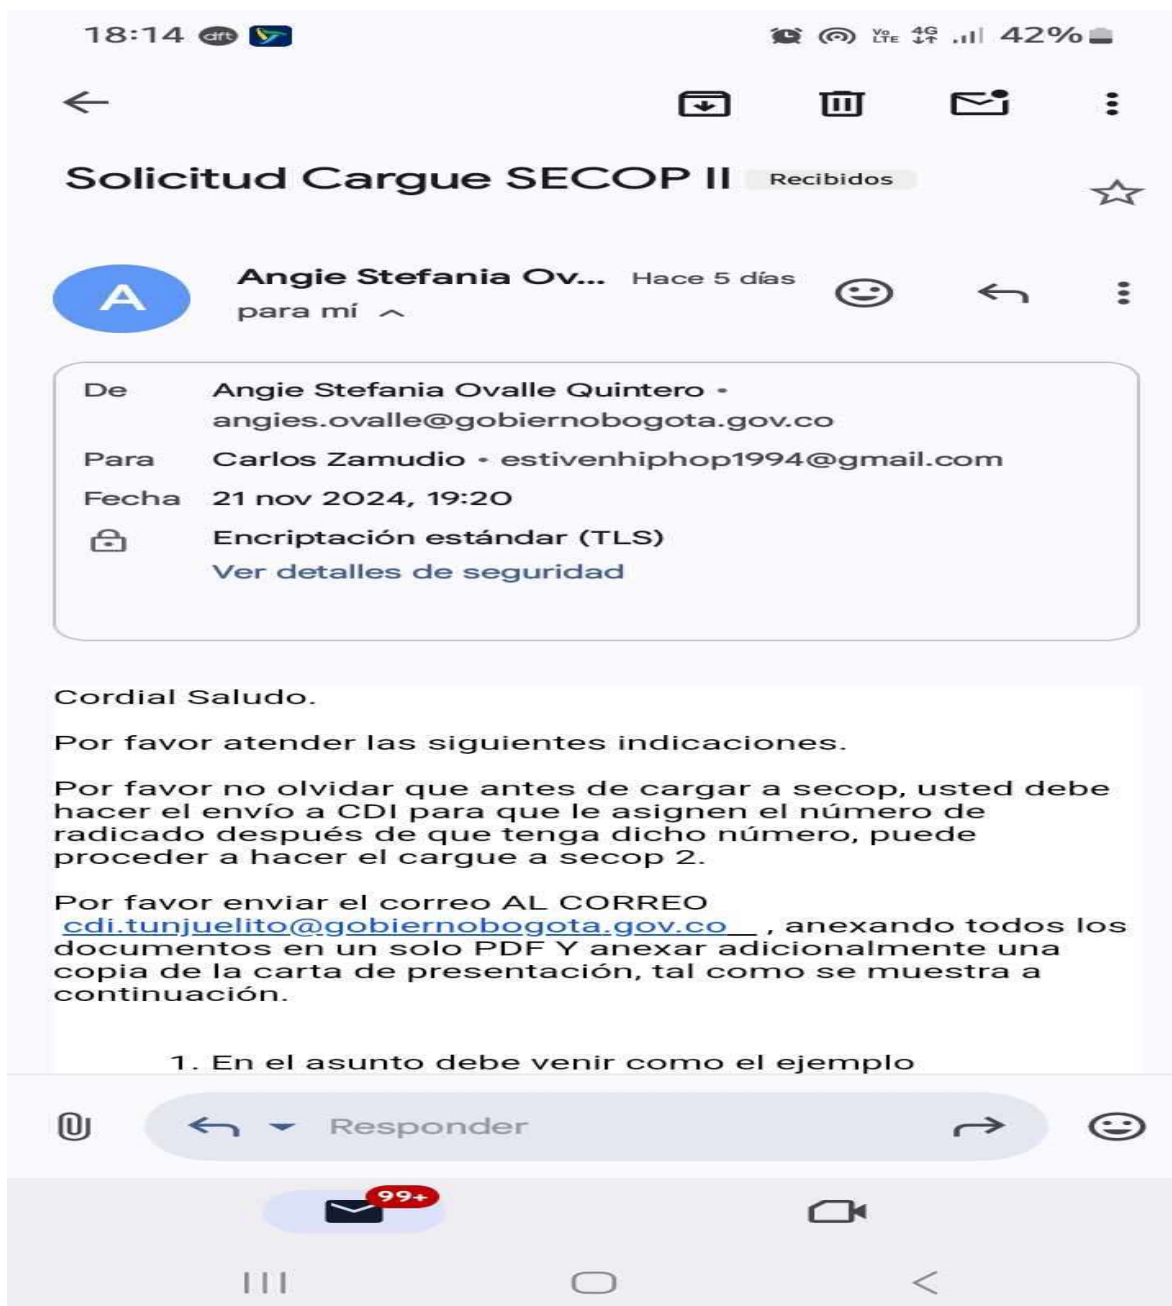 18:14 dft Vo LTE 4G 42%
Solicitud Cargue SECOP II Recibidos
A Angie Stefania Ov... Hace 5 días
para mí
De Angie Stefania Ovalle Quintero •
angies.ovalle@gobiernobogota.gov.co
Para Carlos Zamudio • estivenhiphop1994@gmail.com
Fecha 21 nov 2024, 19:20
Encriptación estándar (TLS)
Ver detalles de seguridad
Cordial Saludo.
Por favor atender las siguientes indicaciones.
Por favor no olvidar que antes de cargar a secop, usted debe
hacer el envío a CDI para que le asignen el número de
radicado después de que tenga dicho número, puede
proceder a hacer el cargue a secop 2.
Por favor enviar el correo AL CORREO
cdi.tunjuelito@gobiernobogota.gov.co , anexando todos los
documentos en un solo PDF Y anexar adicionalmente una
copia de la carta de presentación, tal como se muestra a
continuación.
1. En el asunto debe venir como el ejemplo
Responder
99+